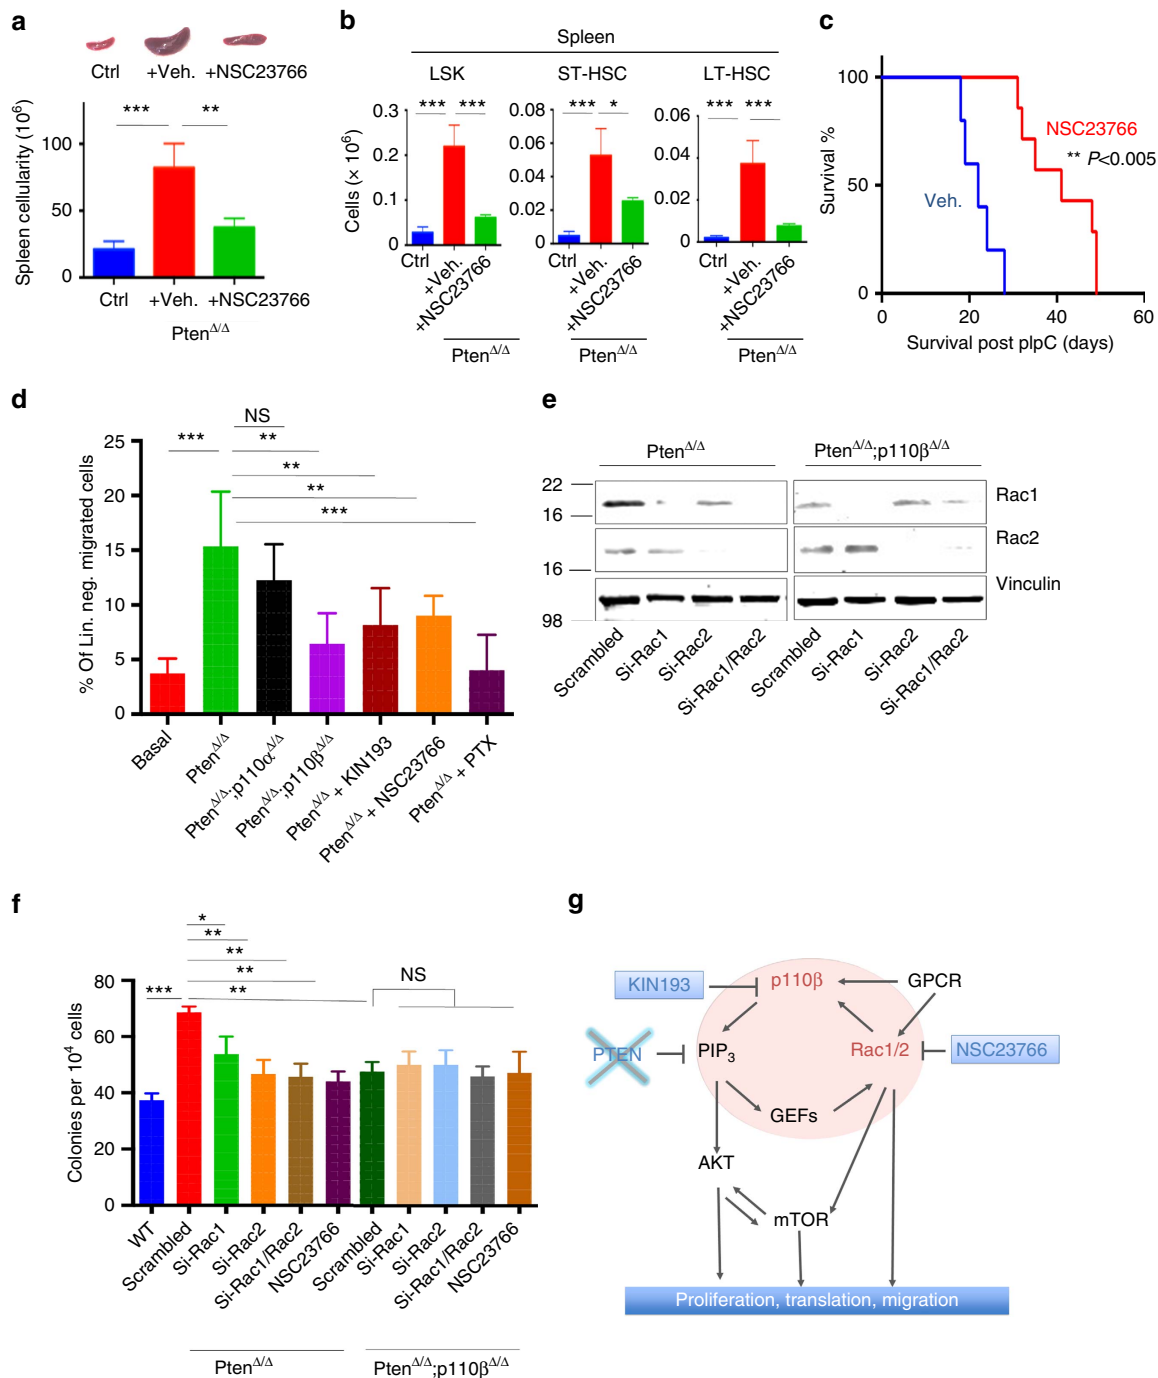 a
Ctrl +Veh. +NSC23766
Spleen cellularity (10⁶)
100
50
0
*** **
Ctrl +Veh. +NSC23766
Pten^Δ/Δ
b
Spleen
LSK ST-HSC LT-HSC
Cells (× 10⁶)
0.3
0.2
0.1
0
*** ***
Ctrl
+Veh.
+NSC23766
Pten^Δ/Δ
0.08
0.06
0.04
0.02
0
*** *
Ctrl
+Veh.
+NSC23766
Pten^Δ/Δ
0.06
0.04
0.02
0
*** ***
Ctrl
+Veh.
+NSC23766
Pten^Δ/Δ
c
Survival %
100
50
0
NSC23766
** P<0.005
Veh.
0 20 40 60
Survival post plpC (days)
d
% Of Lin. neg. migrated cells
25
20
15
10
5
0
NS
*** **
**
**
***
Basal
Pten^Δ/Δ
Pten^Δ/Δ;p110α^Δ/Δ
Pten^Δ/Δ;p110β^Δ/Δ
Pten^Δ/Δ + KIN193
Pten^Δ/Δ + NSC23766
Pten^Δ/Δ + PTX
e
Pten^Δ/Δ Pten^Δ/Δ;p110β^Δ/Δ
22
16
16
98
Rac1
Rac2
Vinculin
Scrambled
Si-Rac1
Si-Rac2
Si-Rac1/Rac2
Scrambled
Si-Rac1
Si-Rac2
Si-Rac1/Rac2
f
Colonies per 10⁴ cells
80
60
40
20
0
*
**
**
**
*** **
NS
WT
Scrambled
Si-Rac1
Si-Rac2
Si-Rac1/Rac2
NSC23766
Scrambled
Si-Rac1
Si-Rac2
Si-Rac1/Rac2
NSC23766
Pten^Δ/Δ Pten^Δ/Δ;p110β^Δ/Δ
g
KIN193 p110β GPCR
PTEN PIP₃ Rac1/2 NSC23766
GEFs
AKT
mTOR
Proliferation, translation, migration